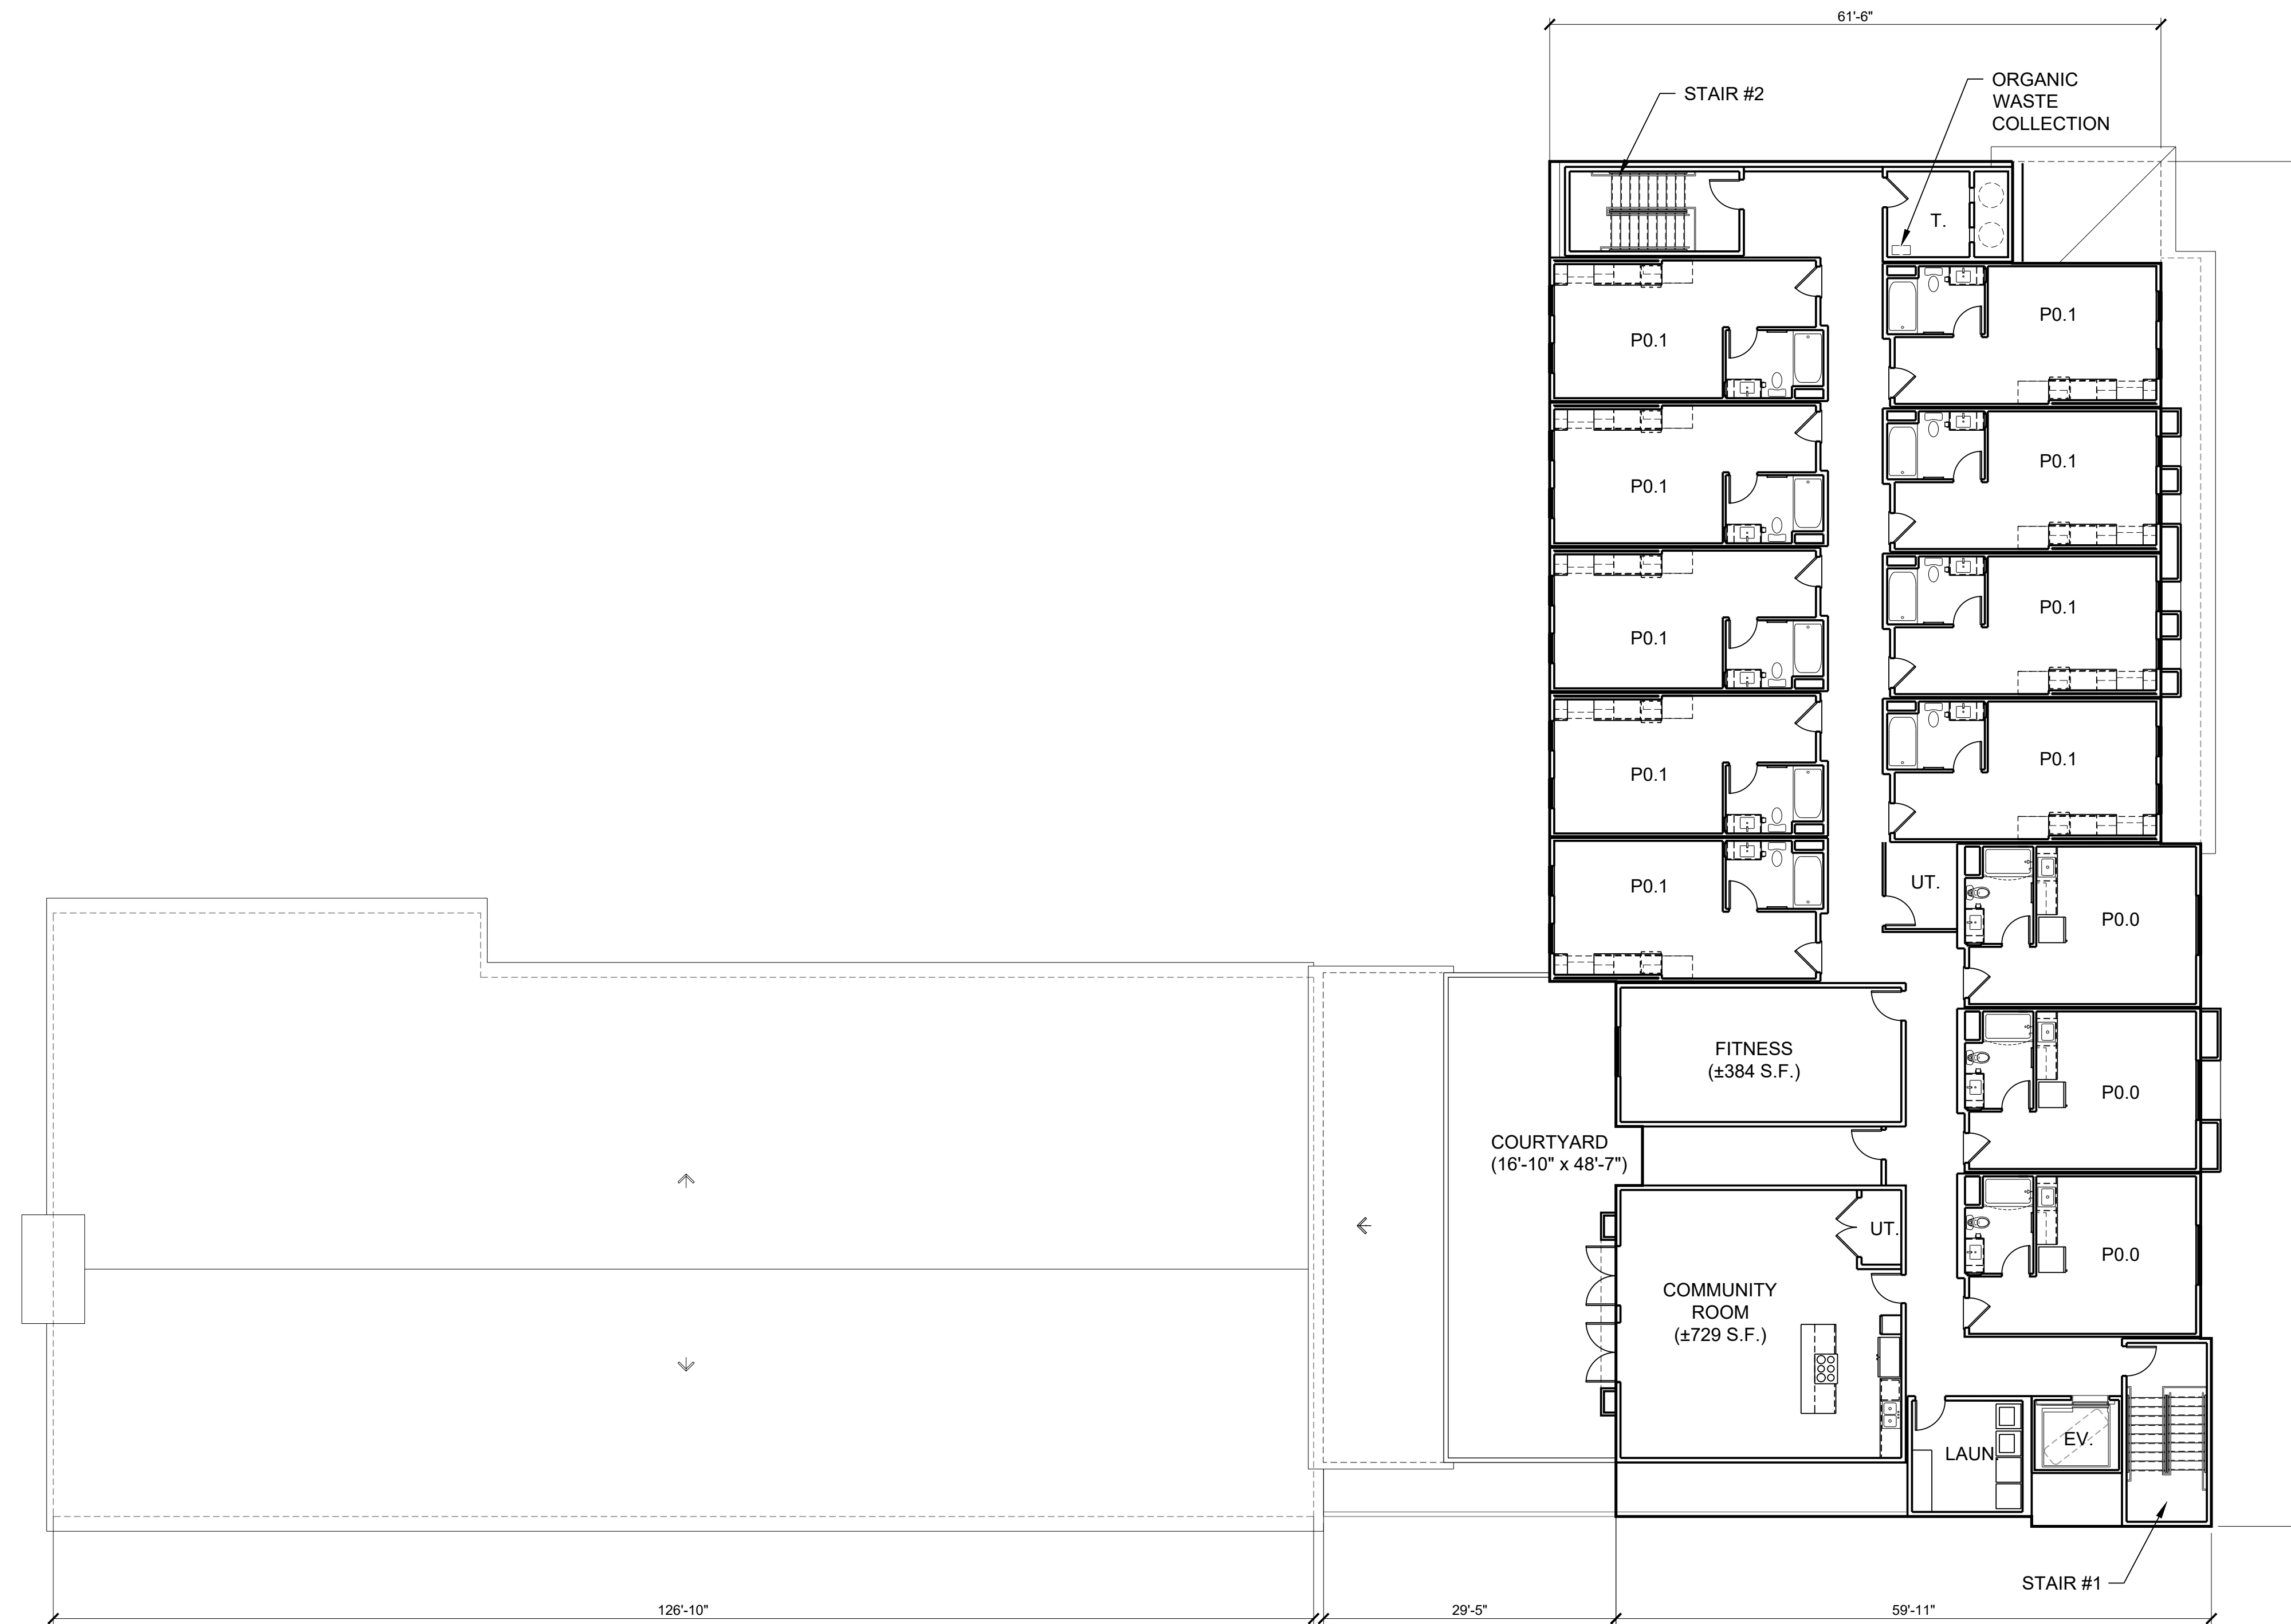 61'-6"
STAIR #2
ORGANIC
WASTE
COLLECTION
T.
P0.1
P0.1
P0.1
P0.1
P0.1
P0.1
P0.1
P0.1
P0.1
UT.
P0.0
FITNESS
(±384 S.F.)
P0.0
COURTYARD
(16'-10" x 48'-7")
UT.
P0.0
COMMUNITY
ROOM
(±729 S.F.)
LAUN.
EV.
STAIR #1
126'-10"
29'-5"
59'-11"